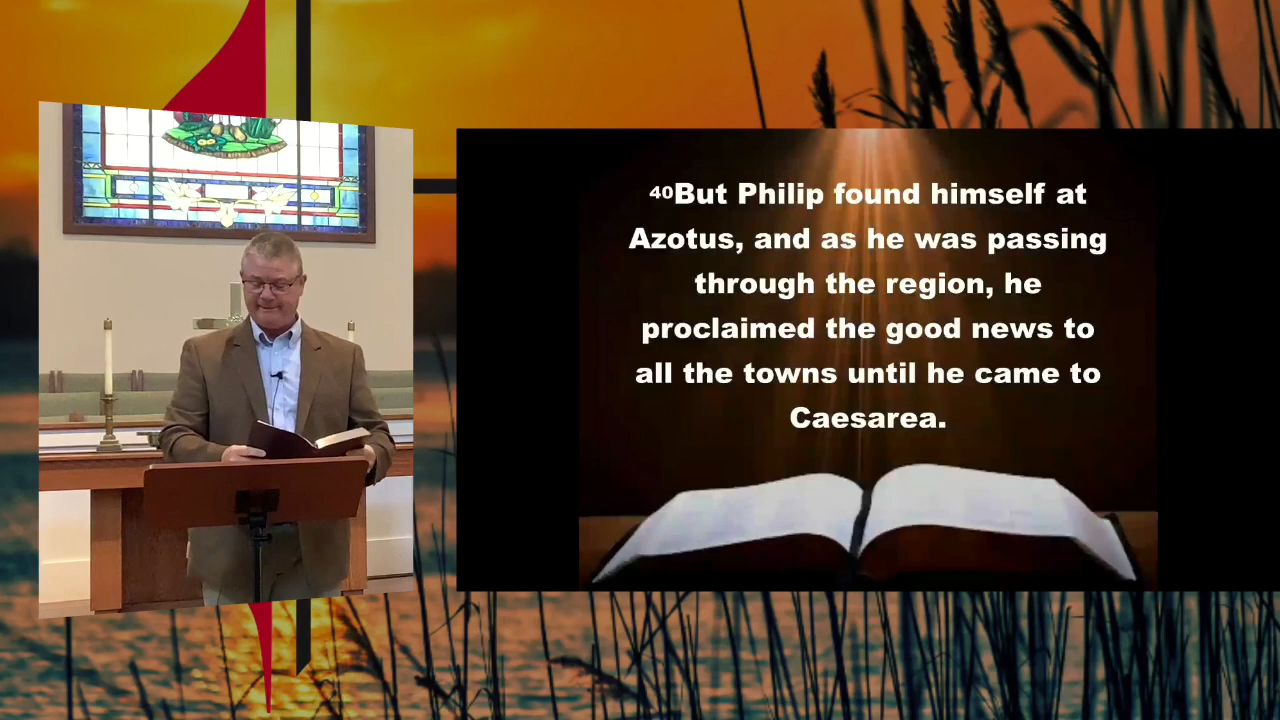 40But Philip found himself at
Azotus, and as he was passing
through the region, he
proclaimed the good news to
all the towns until he came to
Caesarea.